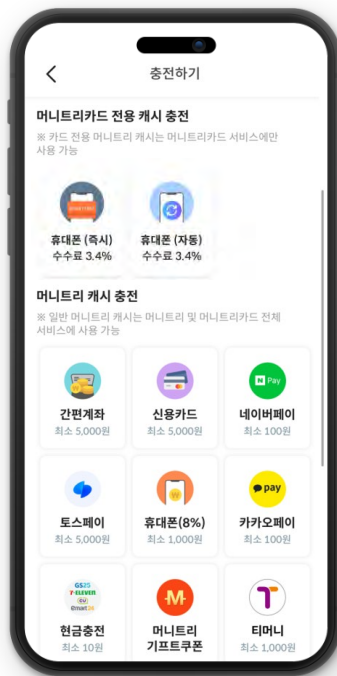 충전하기
머니트리카드 전용 캐시 충전
※ 카드 전용 머니트리 캐시는 머니트리카드 서비스에만
사용 가능
휴대폰 (즉시)
수수료 3.4%
휴대폰 (자동)
수수료 3.4%
머니트리 캐시 충전
※ 일반 머니트리 캐시는 머니트리 및 머니트리카드 전체
서비스에 사용 가능
간편계좌
최소 5,000원
신용카드
최소 5,000원
N Pay
네이버페이
최소 100원
토스페이
최소 5,000원
휴대폰(8%)
최소 1,000원
pay
카카오페이
최소 100원
GS25
7-ELEVEN
CU
emart24
현금충전
최소 10원
M
머니트리
기프트쿠폰
티머니
최소 1,000원